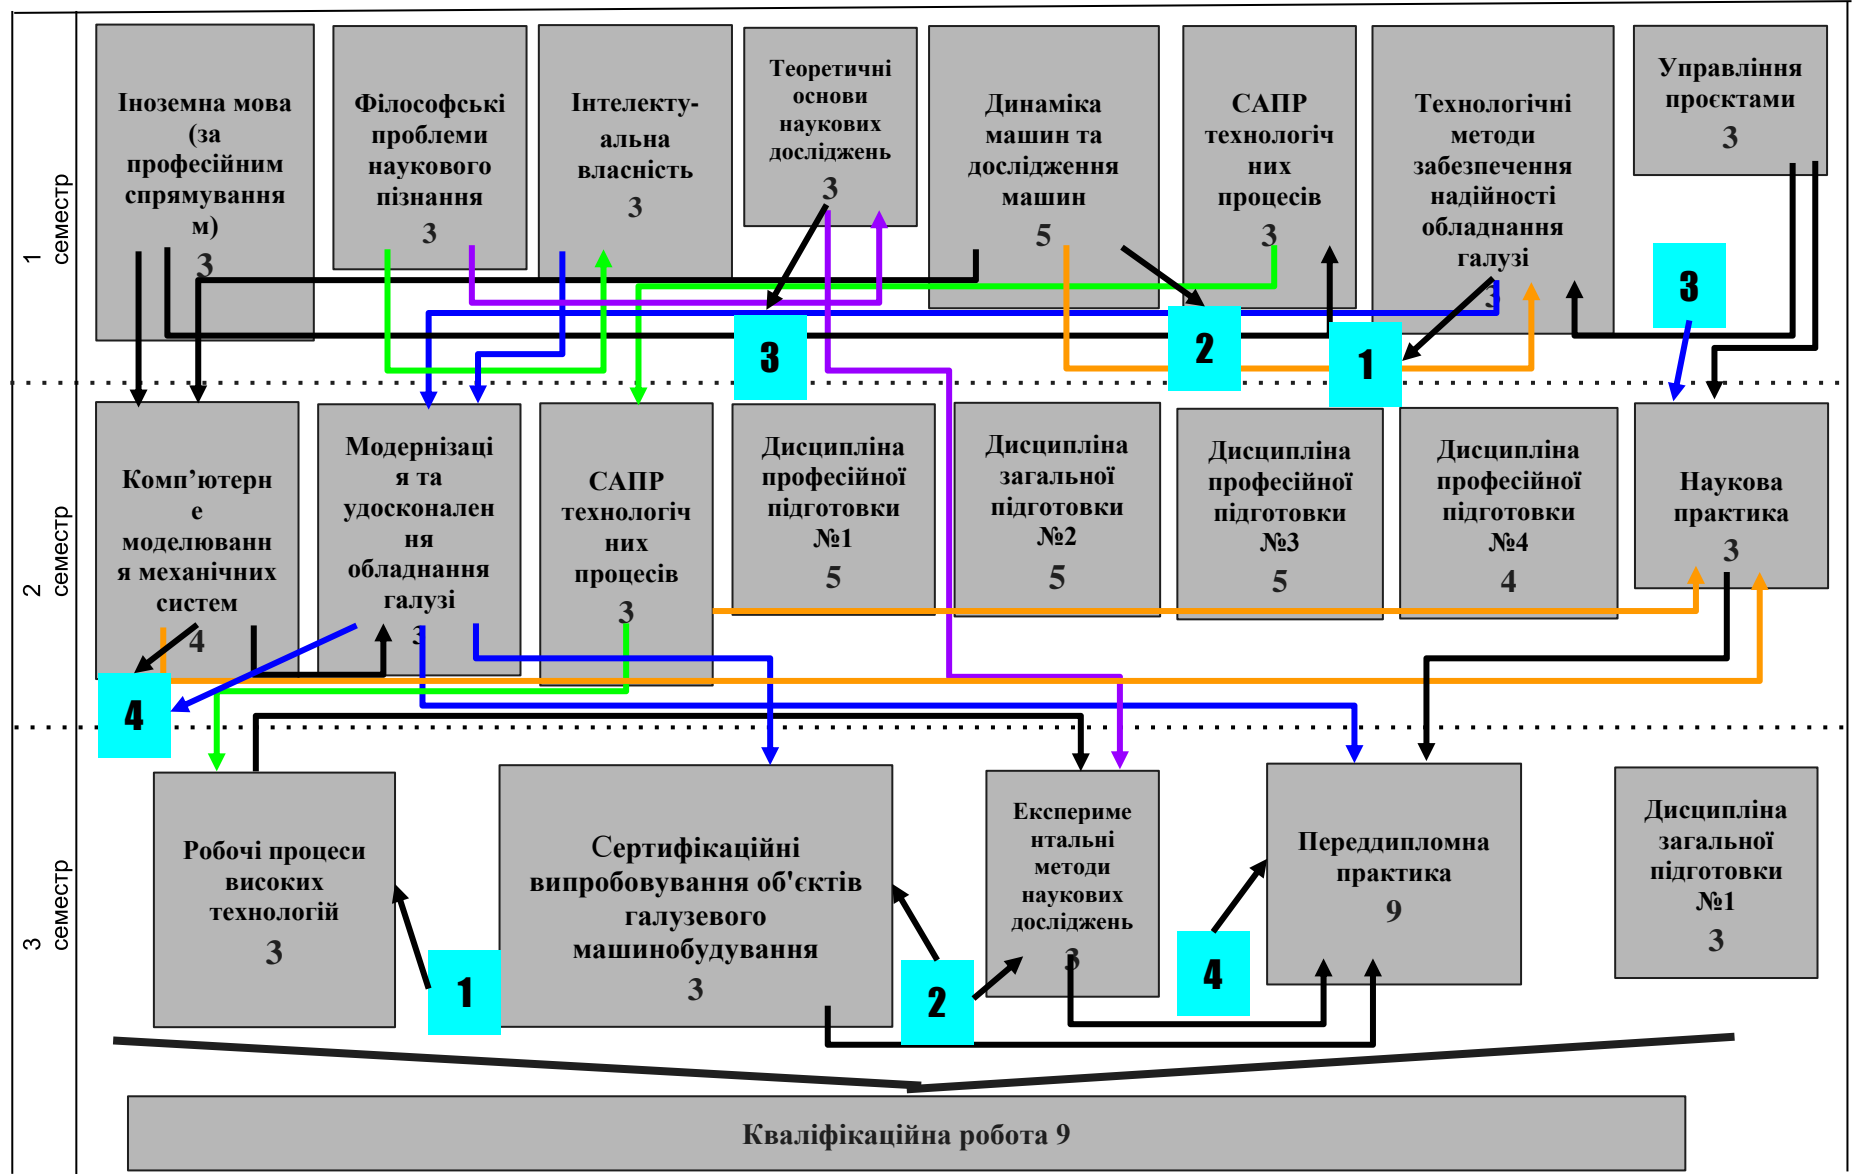 1
семестр
Іноземна мова
(за
професійним
спрямування
м)
3
Філософські
проблеми
наукового
пізнання
3
Інтелекту-
альна
власність
3
Теоретичні
основи
наукових
досліджень
3
Динаміка
машин та
дослідження
машин
5
САПР
технологіч
них
процесів
3
Технологічні
методи
забезпечення
надійності
обладнання
галузі
3
Управління
проєктами
3
3
2
1
3
2
семестр
Комп’ютерн
е
моделюванн
я механічних
систем
4
Модернізаці
я та
удосконален
ня
обладнання
галузі
3
САПР
технологіч
них
процесів
3
Дисципліна
професійної
підготовки
№1
5
Дисципліна
загальної
підготовки
№2
5
Дисципліна
професійної
підготовки
№3
5
Дисципліна
професійної
підготовки
№4
4
Наукова
практика
3
4
3
семестр
Робочі процеси
високих
технологій
3
1
Сертифікаційні
випробовування об'єктів
галузевого
машинобудування
3
2
Експериме
нтальні
методи
наукових
досліджень
3
4
Переддипломна
практика
9
Дисципліна
загальної
підготовки
№1
3
Кваліфікаційна робота 9